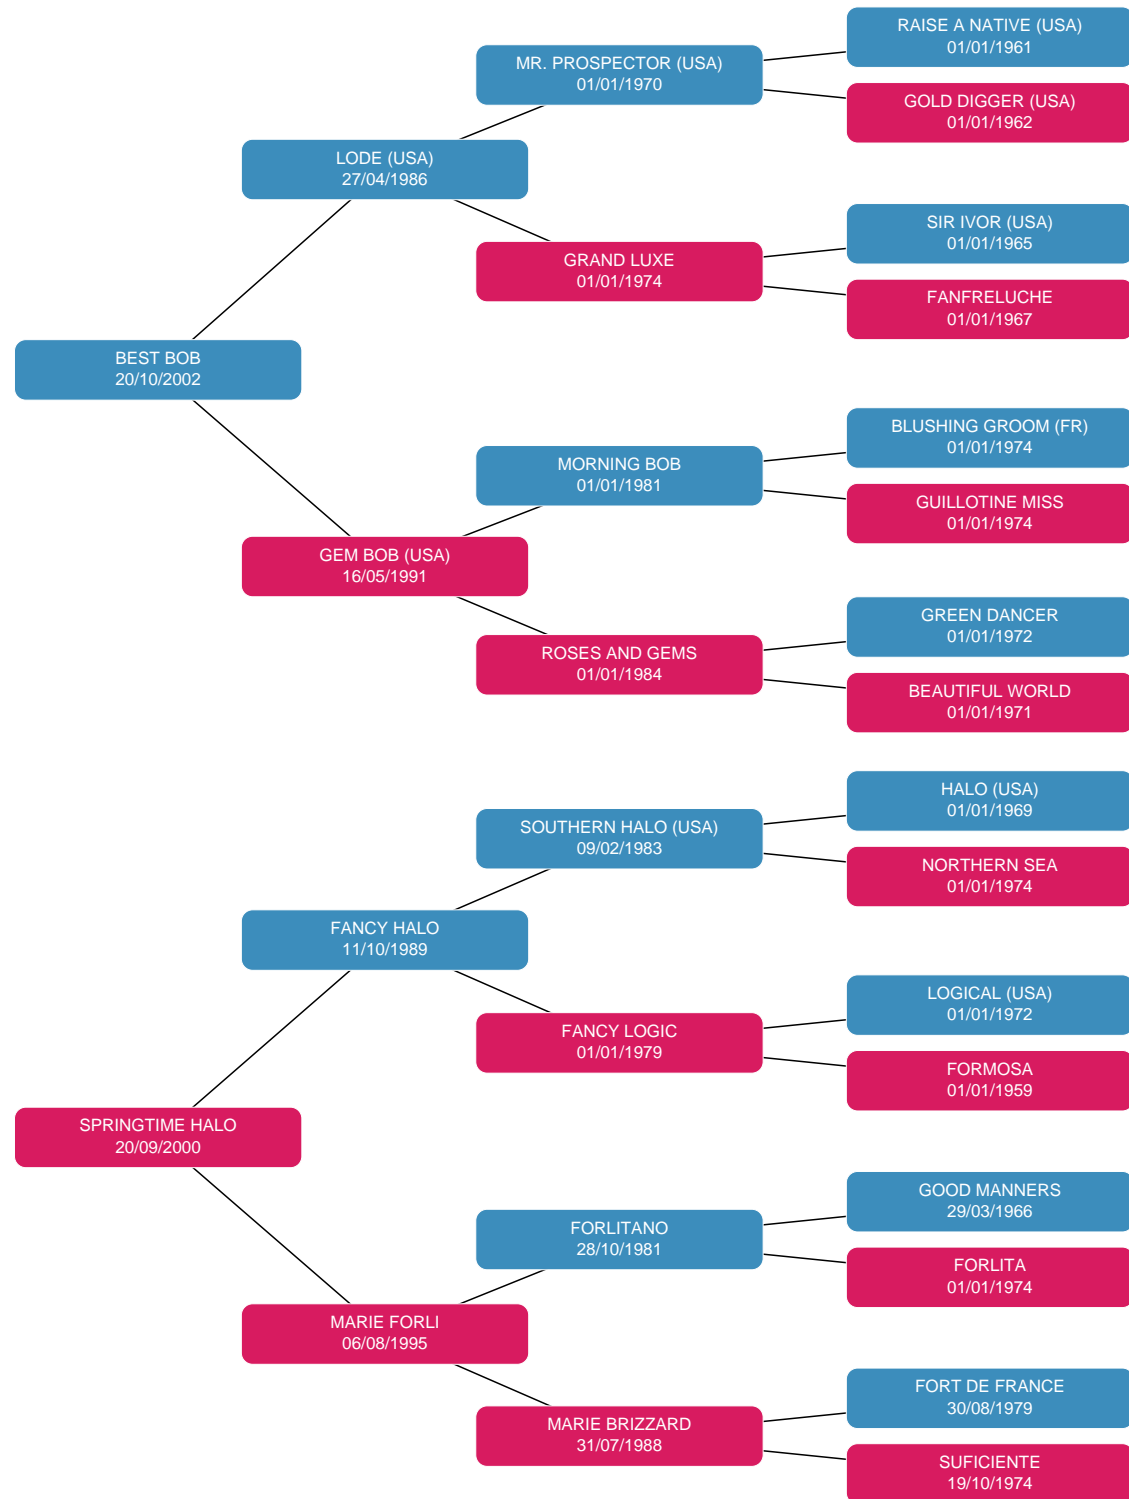 RAISE A NATIVE (USA)
01/01/1961
MR. PROSPECTOR (USA)
01/01/1970
GOLD DIGGER (USA)
01/01/1962
LODE (USA)
27/04/1986
SIR IVOR (USA)
01/01/1965
GRAND LUXE
01/01/1974
FANFRELUCHE
01/01/1967
BEST BOB
20/10/2002
BLUSHING GROOM (FR)
01/01/1974
MORNING BOB
01/01/1981
GUILLOTINE MISS
01/01/1974
GEM BOB (USA)
16/05/1991
GREEN DANCER
01/01/1972
ROSES AND GEMS
01/01/1984
BEAUTIFUL WORLD
01/01/1971
HALO (USA)
01/01/1969
SOUTHERN HALO (USA)
09/02/1983
NORTHERN SEA
01/01/1974
FANCY HALO
11/10/1989
LOGICAL (USA)
01/01/1972
FANCY LOGIC
01/01/1979
FORMOSA
01/01/1959
SPRINGTIME HALO
20/09/2000
GOOD MANNERS
29/03/1966
FORLITANO
28/10/1981
FORLITA
01/01/1974
MARIE FORLI
06/08/1995
FORT DE FRANCE
30/08/1979
MARIE BRIZZARD
31/07/1988
SUFICIENTE
19/10/1974